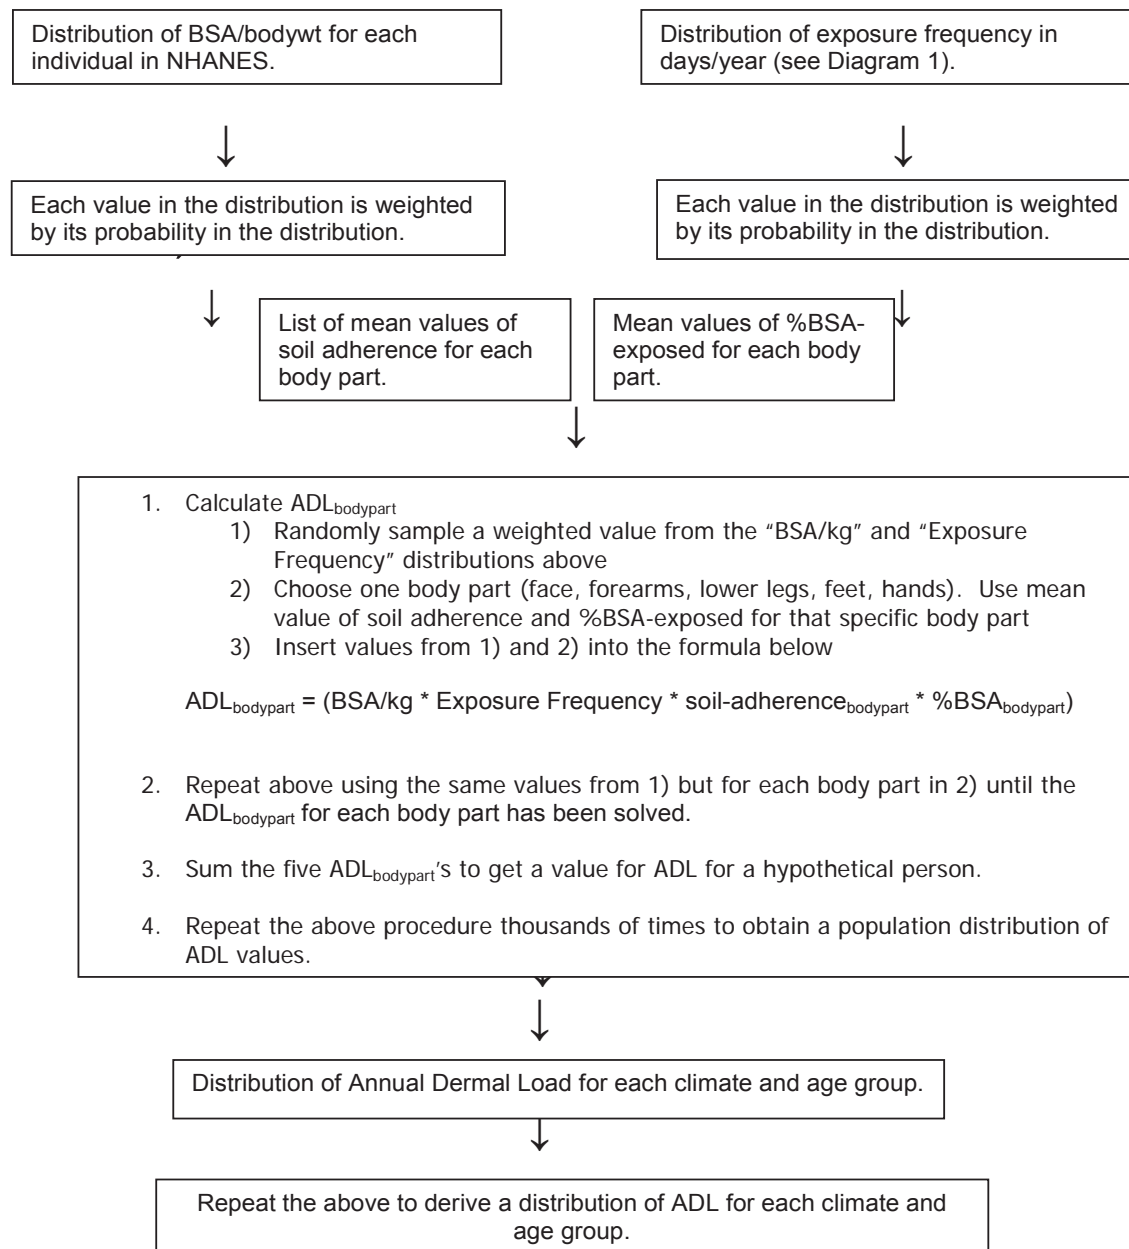 Distribution of BSA/bodywt for each
individual in NHANES.
Distribution of exposure frequency in
days/year (see Diagram 1).
Each value in the distribution is weighted
by its probability in the distribution.
Each value in the distribution is weighted
by its probability in the distribution.
List of mean values of
soil adherence for each
body part.
Mean values of %BSA-
exposed for each body
part.
1. Calculate ADLbodypart
1) Randomly sample a weighted value from the “BSA/kg” and “Exposure
Frequency” distributions above
2) Choose one body part (face, forearms, lower legs, feet, hands). Use mean
value of soil adherence and %BSA-exposed for that specific body part
3) Insert values from 1) and 2) into the formula below
ADLbodypart = (BSA/kg * Exposure Frequency * soil-adherencebodypart * %BSAbodypart)
2. Repeat above using the same values from 1) but for each body part in 2) until the
ADLbodypart for each body part has been solved.
3. Sum the five ADLbodypart’s to get a value for ADL for a hypothetical person.
4. Repeat the above procedure thousands of times to obtain a population distribution of
ADL values.
Distribution of Annual Dermal Load for each climate and age group.
Repeat the above to derive a distribution of ADL for each climate and
age group.